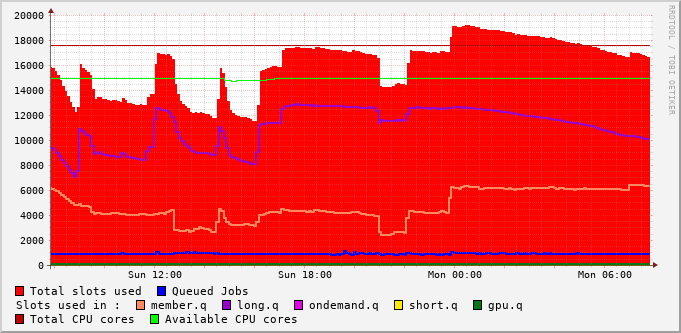 20000
18000
16000
14000
12000
10000
8000
6000
4000
2000
0
Sun 12:00 Sun 18:00 Mon 00:00 Mon 06:00
Total slots used Queued Jobs
Slots used in : member.q long.q ondemand.q short.q gpu.q
Total CPU cores Available CPU cores
RRDTOOL / TOBI OETIKER